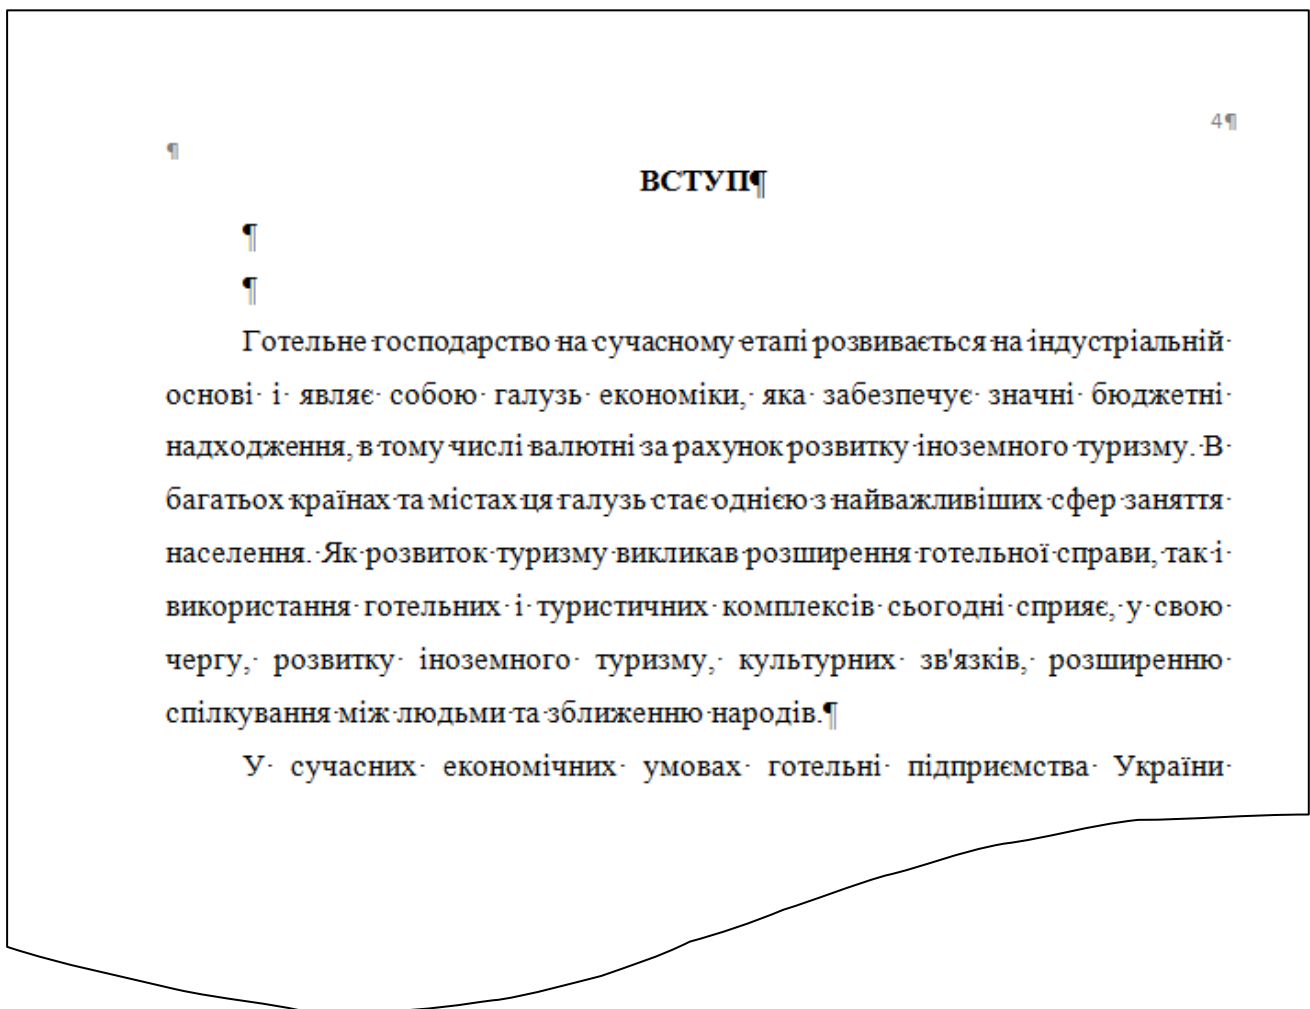 4¶
¶
ВСТУП¶
¶
¶
Готельне·господарство·на·сучасному·етапі·розвивається·на·індустріальній·
основі· і· являє· собою· галузь· економіки,· яка· забезпечує· значні· бюджетні·
надходження,·в·тому·числі·валютні·за·рахунок·розвитку·іноземного·туризму.·В·
багатьох·країнах·та·містах·ця·галузь·стає·однією·з·найважливіших·сфер·заняття·
населення.·Як·розвиток·туризму·викликав·розширення·готельної·справи,·так·і·
використання·готельних·і·туристичних·комплексів·сьогодні·сприяє,·у·свою·
чергу,· розвитку· іноземного· туризму,· культурних· зв'язків,· розширенню·
спілкування·між·людьми·та·зближенню·народів.¶
У· сучасних· економічних· умовах· готельні· підприємства· України·